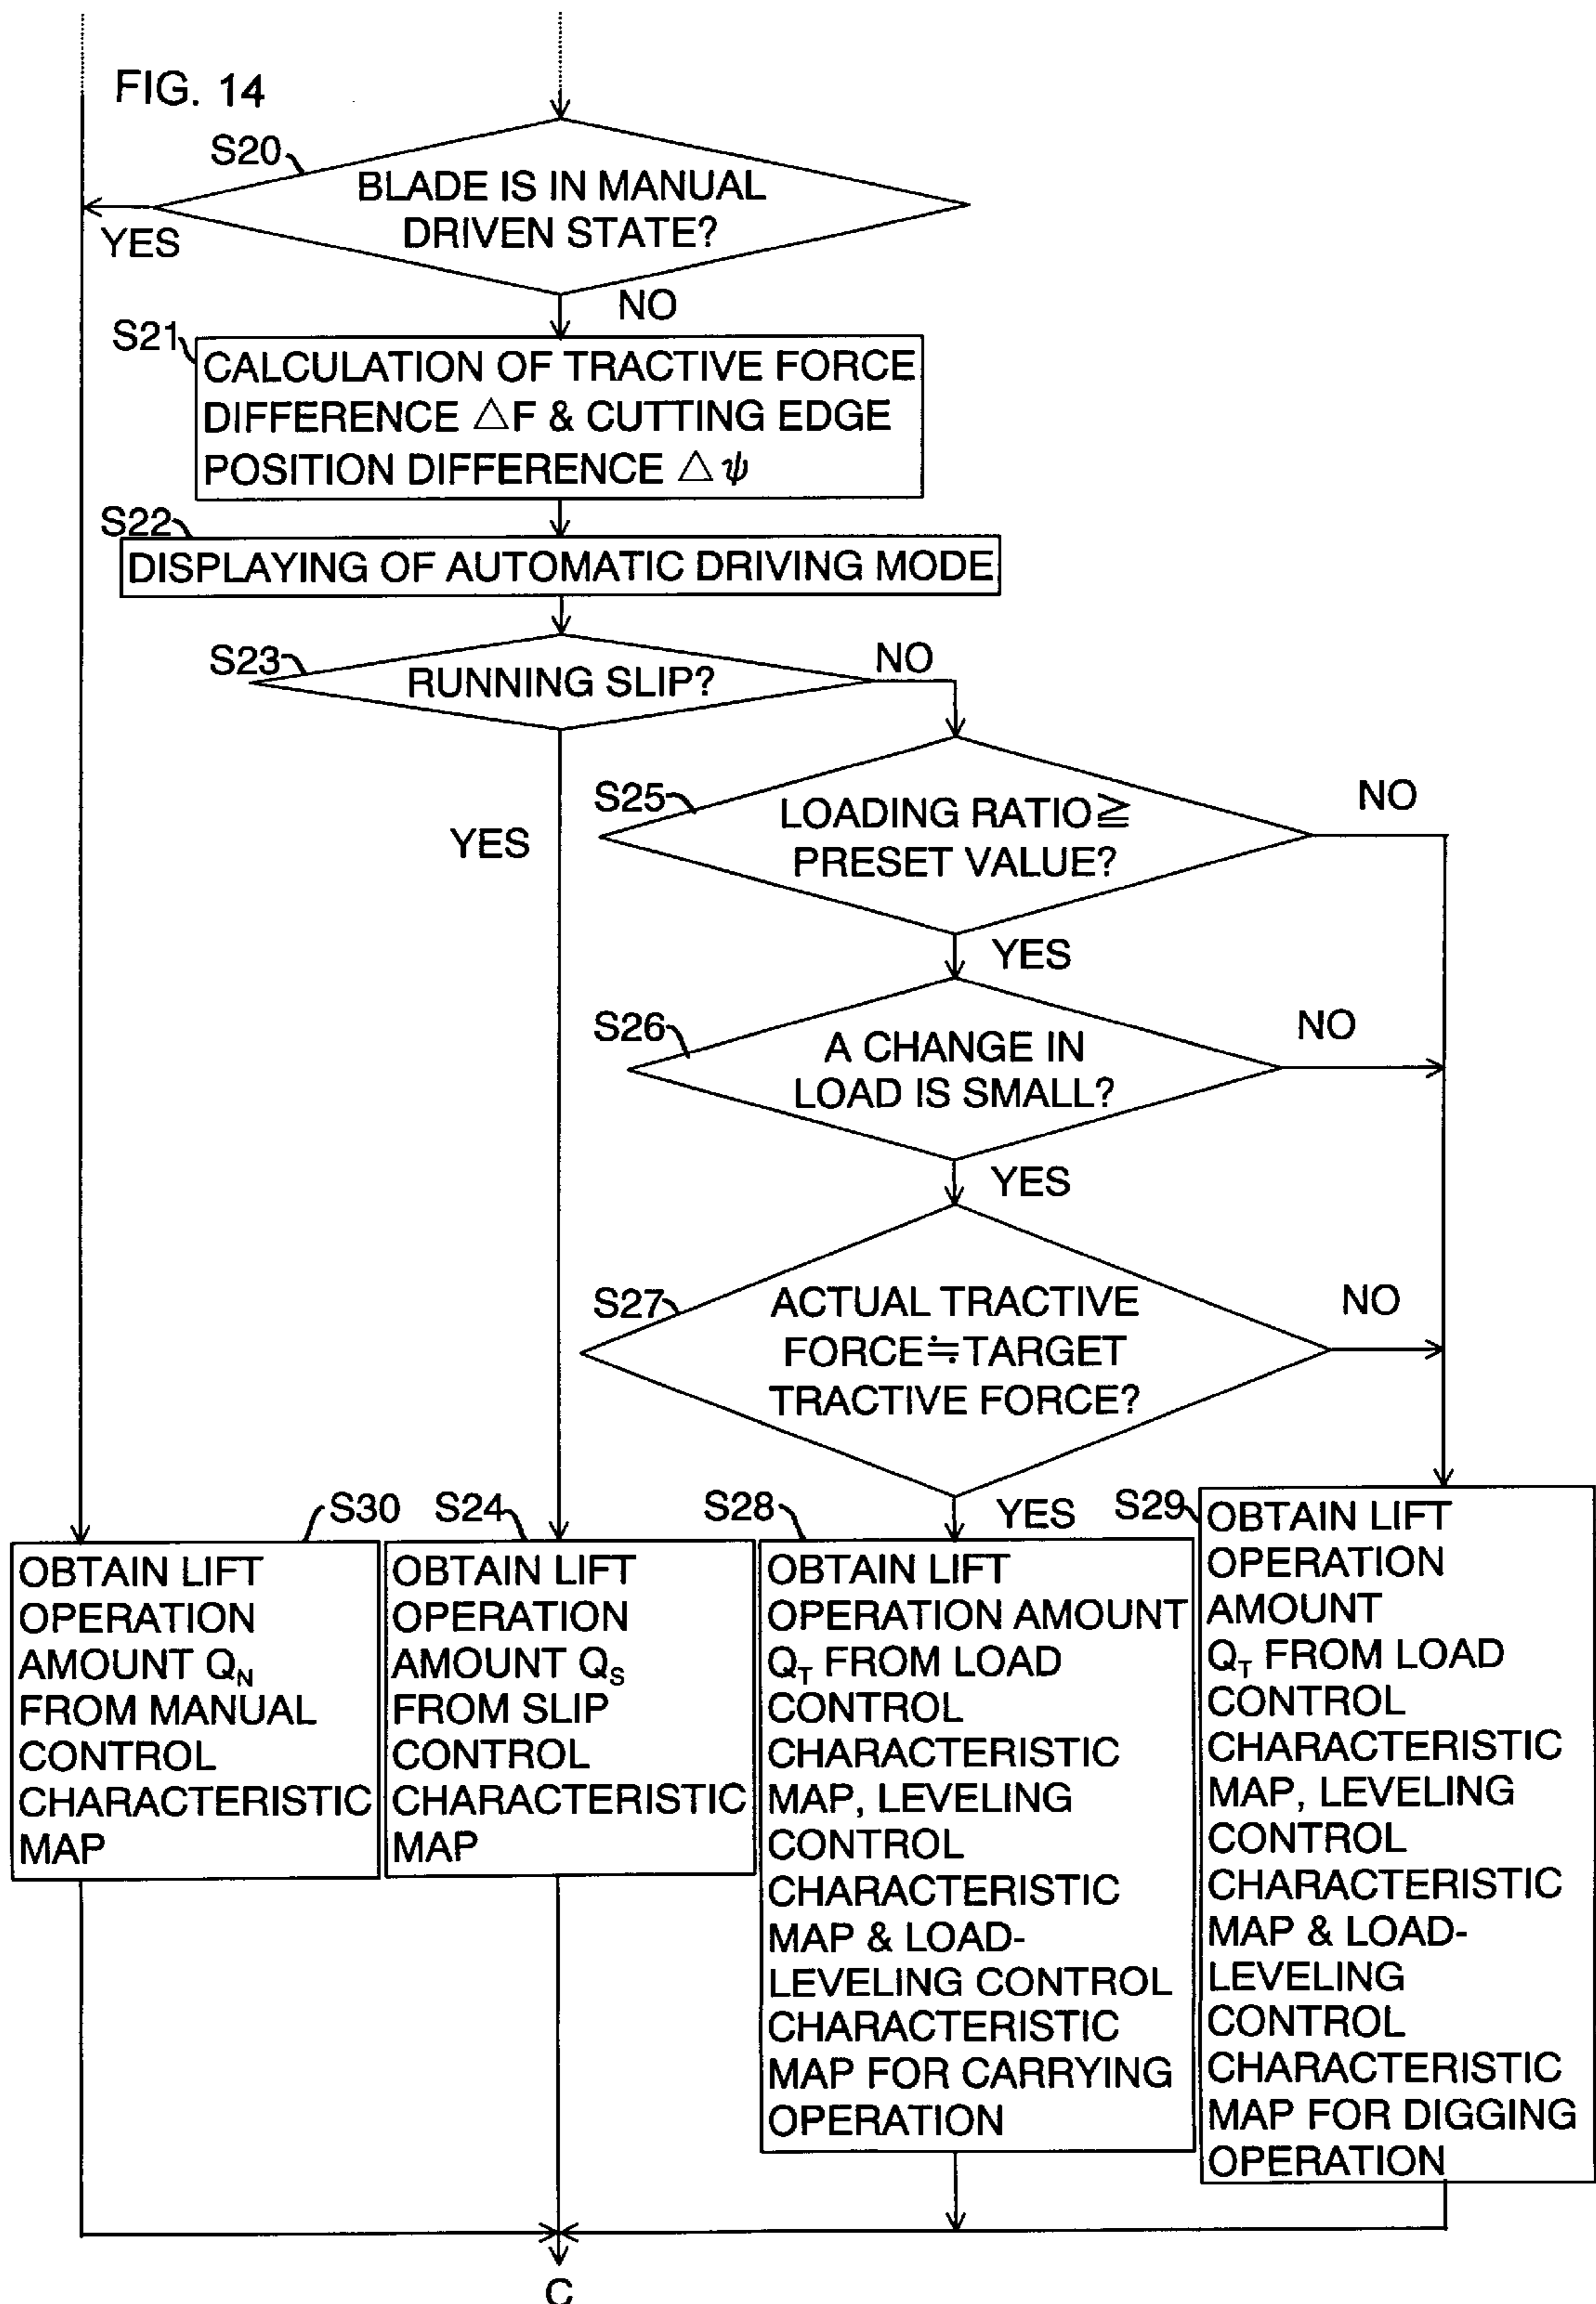 FIG. 14
S20
BLADE IS IN MANUAL
DRIVEN STATE?
YES
NO
S21
CALCULATION OF TRACTIVE FORCE
DIFFERENCE △F & CUTTING EDGE
POSITION DIFFERENCE △ψ
S22
DISPLAYING OF AUTOMATIC DRIVING MODE
S23
RUNNING SLIP?
NO
YES
S25
LOADING RATIO≧
PRESET VALUE?
NO
YES
S26
A CHANGE IN
LOAD IS SMALL?
NO
YES
S27
ACTUAL TRACTIVE
FORCE≒TARGET
TRACTIVE FORCE?
NO
YES
S30
OBTAIN LIFT
OPERATION
AMOUNT QN
FROM MANUAL
CONTROL
CHARACTERISTIC
MAP
S24
OBTAIN LIFT
OPERATION
AMOUNT QS
FROM SLIP
CONTROL
CHARACTERISTIC
MAP
S28
OBTAIN LIFT
OPERATION AMOUNT
QT FROM LOAD
CONTROL
CHARACTERISTIC
MAP, LEVELING
CONTROL
CHARACTERISTIC
MAP & LOAD-
LEVELING CONTROL
CHARACTERISTIC
MAP FOR CARRYING
OPERATION
S29
OBTAIN LIFT
OPERATION
AMOUNT
QT FROM LOAD
CONTROL
CHARACTERISTIC
MAP, LEVELING
CONTROL
CHARACTERISTIC
MAP & LOAD-
LEVELING
CONTROL
CHARACTERISTIC
MAP FOR DIGGING
OPERATION
C